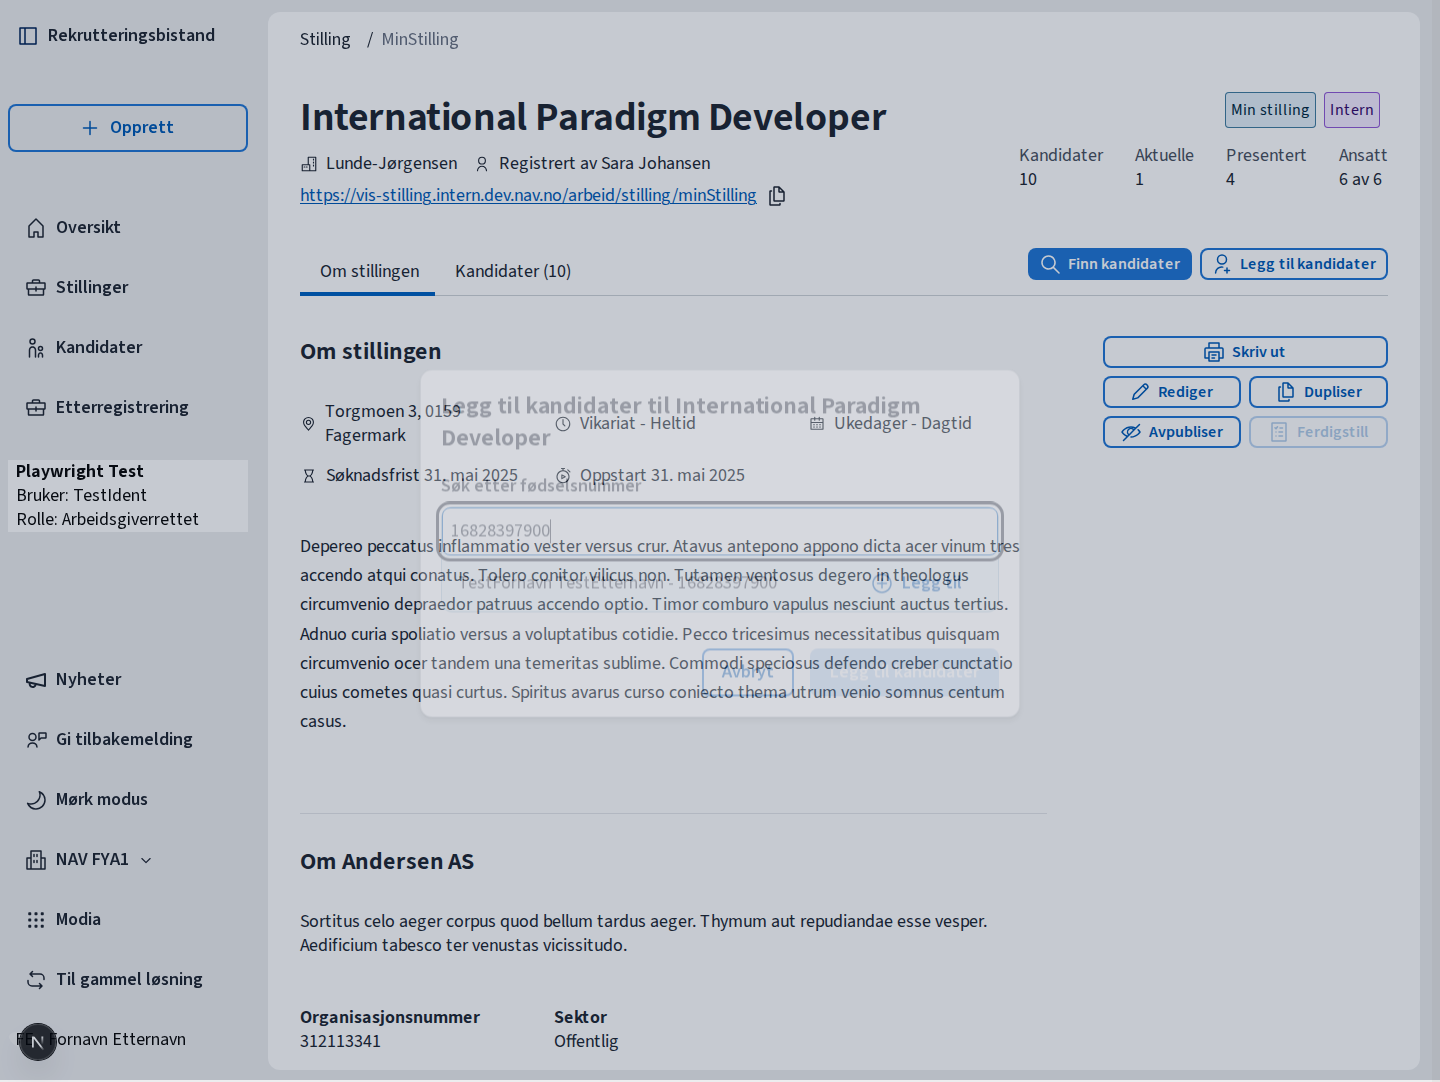 Rekrutteringsbistand
Opprett
Oversikt
Stillinger
Kandidater
Etterregistrering
Playwright Test
Bruker: TestIdent
Rolle: Arbeidsgiverrettet
Nyheter
Gi tilbakemelding
Mørk modus
NAV FYA1
Modia
Til gammel løsning
Fornavn Etternavn
N
Stilling / MinStilling
International Paradigm Developer
Min stilling
Intern
Lunde-Jørgensen
Registrert av Sara Johansen
https://vis-stilling.intern.dev.nav.no/arbeid/stilling/minStilling
Kandidater
10
Aktuelle
1
Presentert
4
Ansatt
6 av 6
Om stillingen
Kandidater (10)
Finn kandidater
Legg til kandidater
Om stillingen
Torgmoen 3, 0159
Fagermark
Vikariat - Heltid
Ukedager - Dagtid
Søknadsfrist 31. mai 2025
Oppstart 31. mai 2025
Skriv ut
Rediger
Dupliser
Avpubliser
Ferdigstill
Depereo peccatus inflammatio vester versus crur. Atavus antepono appono dicta acer vinum tres
accendo atqui conatus. Tolero conitor vilicus non. Tutamen ventosus degero in theologus
circumvenio depraedor patruus accendo optio. Timor comburo vapulus nesciunt auctus tertius.
Adnuo curia spoliatio versus a voluptatibus cotidie. Pecco tricesimus necessitatibus quisquam
circumvenio ocer tandem una temeritas sublime. Commodi speciosus defendo creber cunctatio
cuius cometes quasi curtus. Spiritus avarus curso coniecto thema utrum venio somnus centum
casus.
Legg til kandidater til International Paradigm
Developer
Søk etter fødselsnummer
16828397900
TestFornavn TestEtternavn - 16828397900
Legg til
Avbryt
Legg til kandidater
Om Andersen AS
Sortitus celo aeger corpus quod bellum tardus aeger. Thymum aut repudiandae esse vesper.
Aedificium tabesco ter venustas vicissitudo.
Organisasjonsnummer
312113341
Sektor
Offentlig